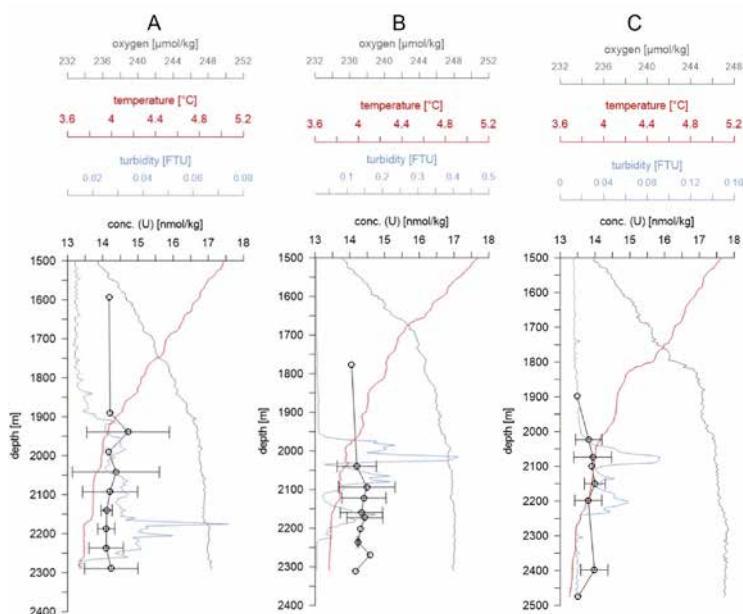 A
oxygen [µmol/kg]
232 236 240 244 248 252
temperature [°C]
3.6 4 4.4 4.8 5.2
turbidity [FTU]
0.02 0.04 0.06 0.08
conc. (U) [nmol/kg]
13 14 15 16 17 18
depth [m]
1500
1600
1700
1800
1900
2000
2100
2200
2300
2400
B
oxygen [µmol/kg]
232 236 240 244 248 252
temperature [°C]
3.6 4 4.4 4.8 5.2
turbidity [FTU]
0.1 0.2 0.3 0.4 0.5
conc. (U) [nmol/kg]
13 14 15 16 17 18
depth [m]
1500
1600
1700
1800
1900
2000
2100
2200
2300
2400
C
oxygen [µmol/kg]
232 236 240 244 248
temperature [°C]
3.6 4 4.4 4.8 5.2
turbidity [FTU]
0 0.04 0.08 0.12 0.16
conc. (U) [nmol/kg]
13 14 15 16 17 18
depth [m]
1500
1600
1700
1800
1900
2000
2100
2200
2300
2400
2500